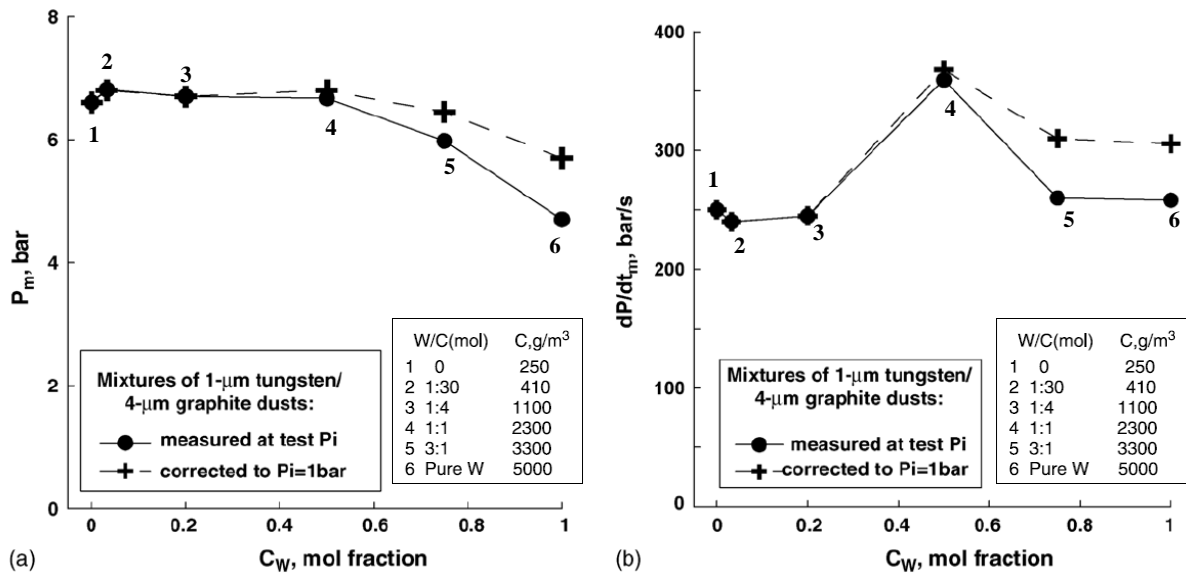 8
6
4
2
0
P_m, bar
1
2
3
4
5
6
W/C(mol) C,g/m³
1 0 250
2 1:30 410
3 1:4 1100
4 1:1 2300
5 3:1 3300
6 Pure W 5000
Mixtures of 1-μm tungsten/
4-μm graphite dusts:
measured at test Pi
corrected to Pi=1bar
0 0.2 0.4 0.6 0.8 1
(a)
C_W, mol fraction
400
300
200
100
0
dP/dt_m, bar/s
1
2
3
4
5
6
W/C(mol) C,g/m³
1 0 250
2 1:30 410
3 1:4 1100
4 1:1 2300
5 3:1 3300
6 Pure W 5000
Mixtures of 1-μm tungsten/
4-μm graphite dusts:
measured at test Pi
corrected to Pi=1bar
0 0.2 0.4 0.6 0.8 1
(b)
C_W, mol fraction